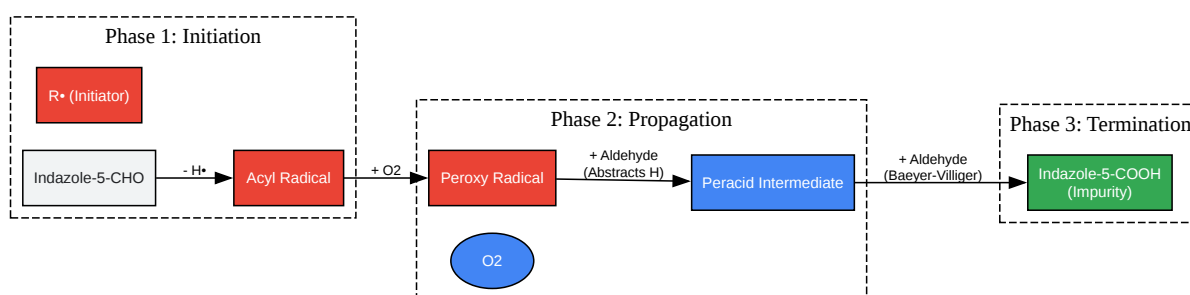 Phase 1: Initiation
R• (Initiator)
Indazole-5-CHO
- H•
Acyl Radical
+ O2
Phase 2: Propagation
Peroxy Radical
+ Aldehyde
(Abstracts H)
Peracid Intermediate
O2
+ Aldehyde
(Baeyer-Villiger)
Phase 3: Termination
Indazole-5-COOH
(Impurity)